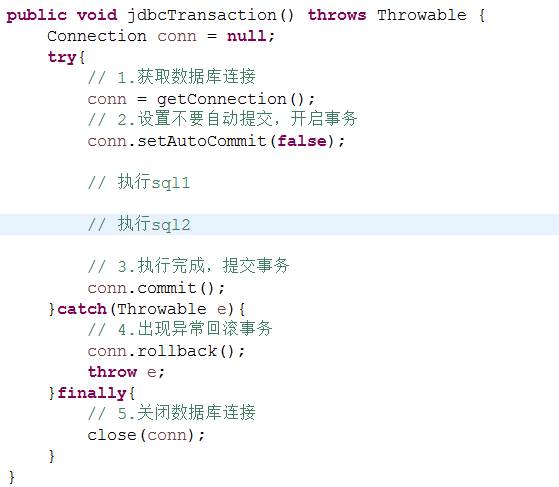 public void jdbcTransaction() throws Throwable {
    Connection conn = null;
    try{
        // 1.获取数据库连接
        conn = getConnection();
        // 2.设置不要自动提交，开启事务
        conn.setAutoCommit(false);
        // 执行sql1
        // 执行sql2
        // 3.执行完成，提交事务
        conn.commit();
    }catch(Throwable e){
        // 4.出现异常回滚事务
        conn.rollback();
        throw e;
    }finally{
        // 5.关闭数据库连接
        close(conn);
    }
}